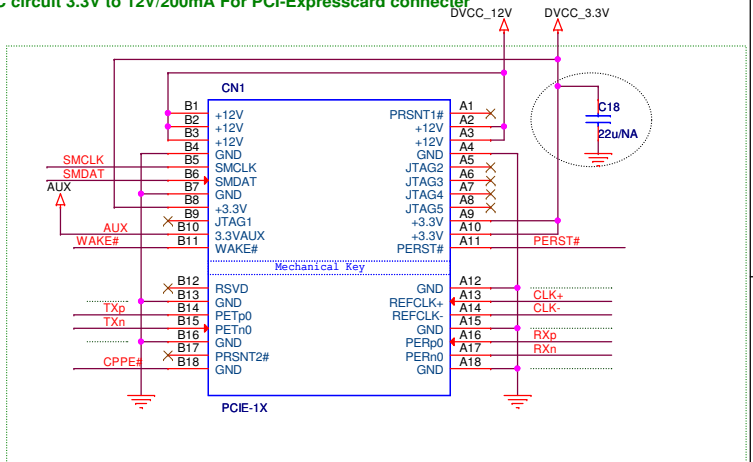 C circuit 3.3V to 12V/200mA For PCI-Expresscard connecter
DVCC_12V
DVCC_3.3V
CN1
B1 +12V PRSNT1# A1
B2 +12V +12V A2
B3 +12V +12V A3
B4 GND GND A4
SMCLK B5 SMCLK JTAG2 A5
SMDAT B6 SMDAT JTAG3 A6
B7 GND JTAG4 A7
B8 +3.3V JTAG5 A8
B9 JTAG1 +3.3V A9
AUX
AUX B10 3.3VAUX +3.3V A10
WAKE# B11 WAKE# PERST# A11 PERST#
Mechanical Key
B12 RSVD GND A12
B13 GND REFCLK+ A13 CLK+
TXp B14 PETp0 REFCLK- A14 CLK-
TXn B15 PETn0 GND A15
B16 GND PERp0 A16 RXp
B17 PRSNT2# PERn0 A17 RXn
CPPE# B18 GND GND A18
PCIE-1X
C18
22u/NA